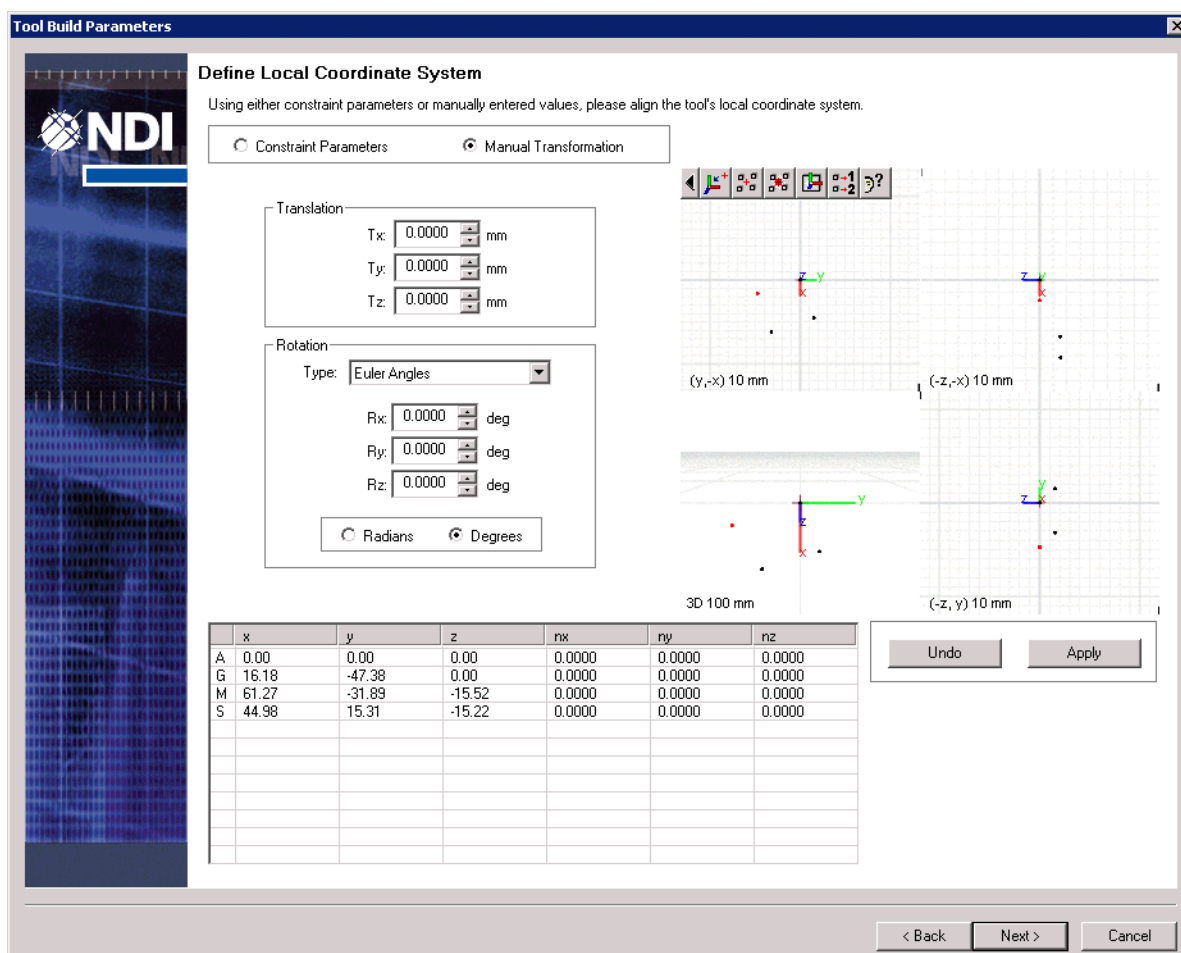 Tool Build Parameters
NDI
Define Local Coordinate System
Using either constraint parameters or manually entered values, please align the tool's local coordinate system.
Constraint Parameters Manual Transformation
Translation
Tx: 0.0000 mm
Ty: 0.0000 mm
Tz: 0.0000 mm
Rotation
Type: Euler Angles
Rx: 0.0000 deg
Ry: 0.0000 deg
Rz: 0.0000 deg
Radians Degrees
z y
x
(y,-x) 10 mm
z y
x
(-z,-x) 10 mm
y
z
x
3D 100 mm
y
z x
(-z, y) 10 mm
x y z nx ny nz
A 0.00 0.00 0.00 0.0000 0.0000 0.0000
G 16.18 -47.38 0.00 0.0000 0.0000 0.0000
M 61.27 -31.89 -15.52 0.0000 0.0000 0.0000
S 44.98 15.31 -15.22 0.0000 0.0000 0.0000
Undo Apply
< Back Next > Cancel